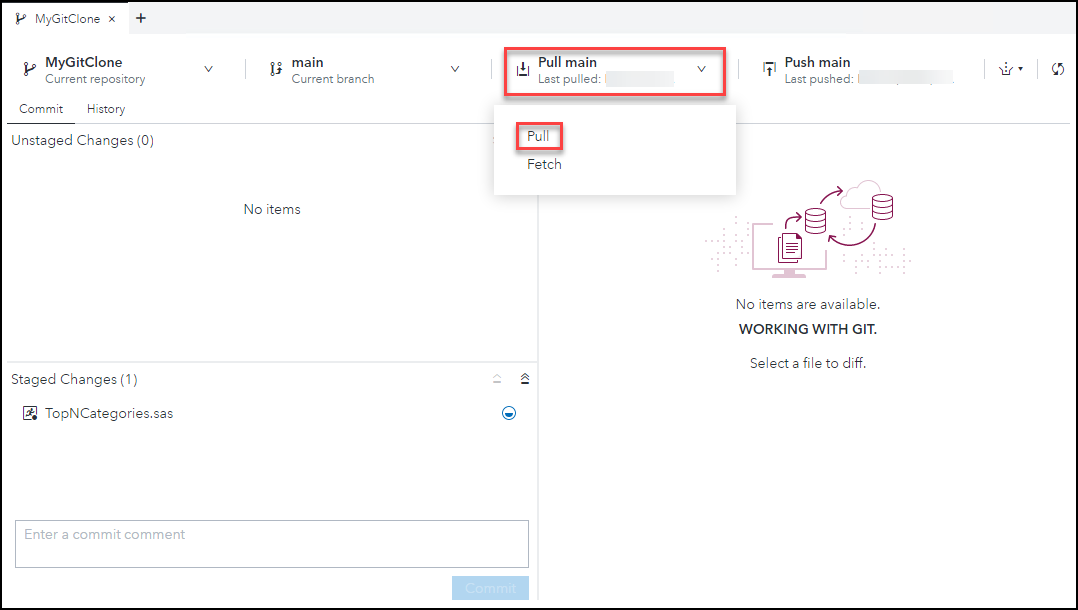 MyGitClone
MyGitClone
Current repository
main
Current branch
Pull main
Last pulled:
Push main
Last pushed:
Commit
History
Pull
Fetch
Unstaged Changes (0)
No items
No items are available.
WORKING WITH GIT.
Select a file to diff.
Staged Changes (1)
TopNCategories.sas
Enter a commit comment
Commit